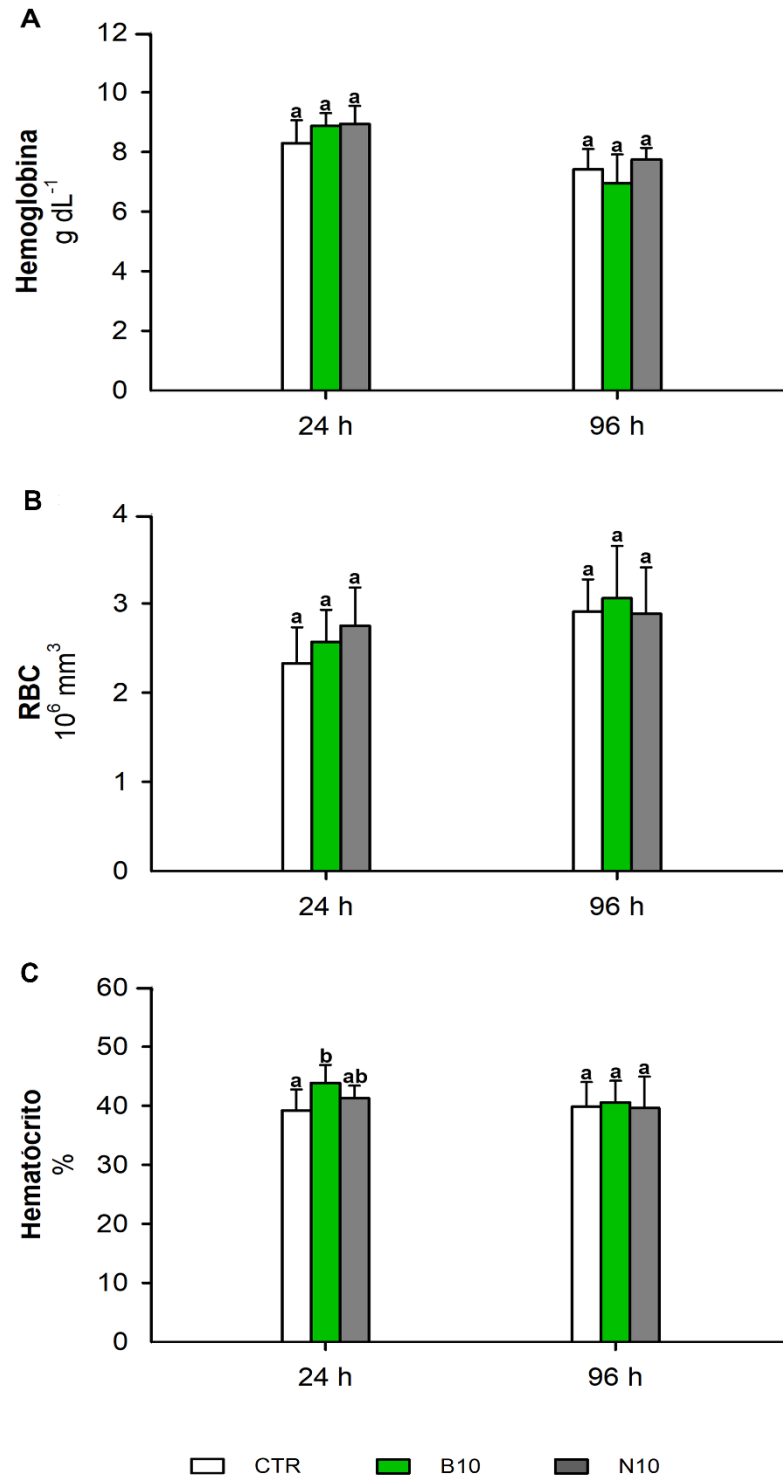 A
Hemoglobina
g dL⁻¹
12
10
8
6
4
2
0
a a a
a a a
24 h 96 h
B
RBC
10⁶ mm³
4
3
2
1
0
a a a
a a a
24 h 96 h
C
Hematócrito
%
60
50
40
30
20
10
0
a b ab
a a a
24 h 96 h
CTR B10 N10